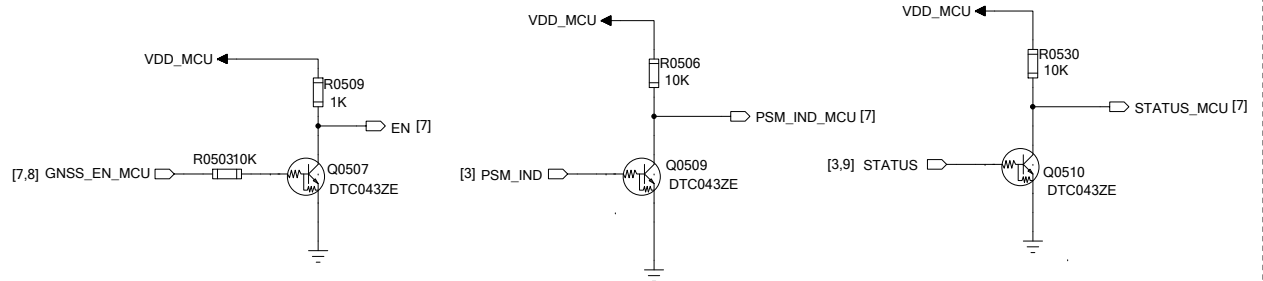 VDD_MCU
R0509
1K
EN [7]
R050310K
[7,8] GNSS_EN_MCU
Q0507
DTC043ZE
VDD_MCU
R0506
10K
PSM_IND_MCU [7]
[3] PSM_IND
Q0509
DTC043ZE
VDD_MCU
R0530
10K
STATUS_MCU [7]
[3,9] STATUS
Q0510
DTC043ZE